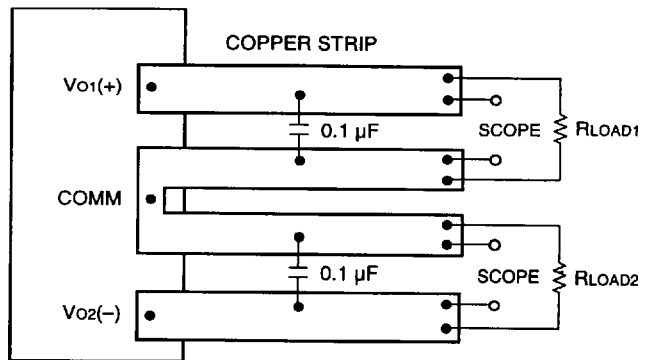 COPPER STRIP
VO1(+)
0.1 µF
SCOPE
RLOAD1
COMM
0.1 µF
SCOPE
RLOAD2
VO2(–)